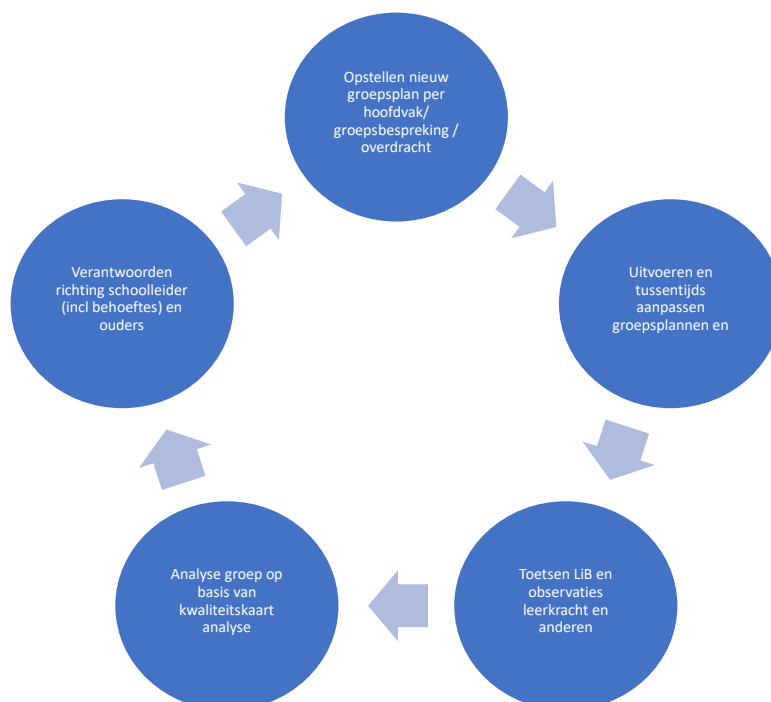 Opstellen nieuw
groepsplan per
hoofdvak/
groepsbespreking /
overdracht
Uitvoeren en
tussentijds
aanpassen
groepsplannen en
Toetsen LiB en
observaties
leerkracht en
anderen
Analyse groep op
basis van
kwaliteitskaart
analyse
Verantwoorden
richting schoolleider
(incl behoeftes) en
ouders